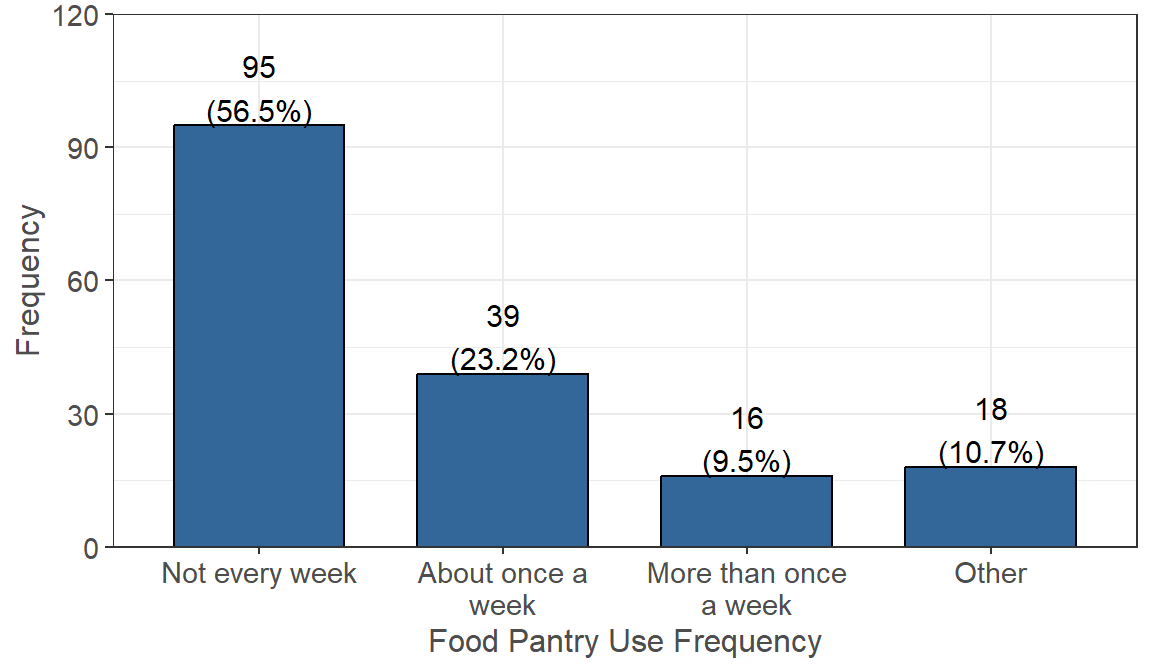 120
90
60
30
0
Frequency
95
(56.5%)
39
(23.2%)
16
(9.5%)
18
(10.7%)
Not every week
About once a
week
More than once
a week
Other
Food Pantry Use Frequency